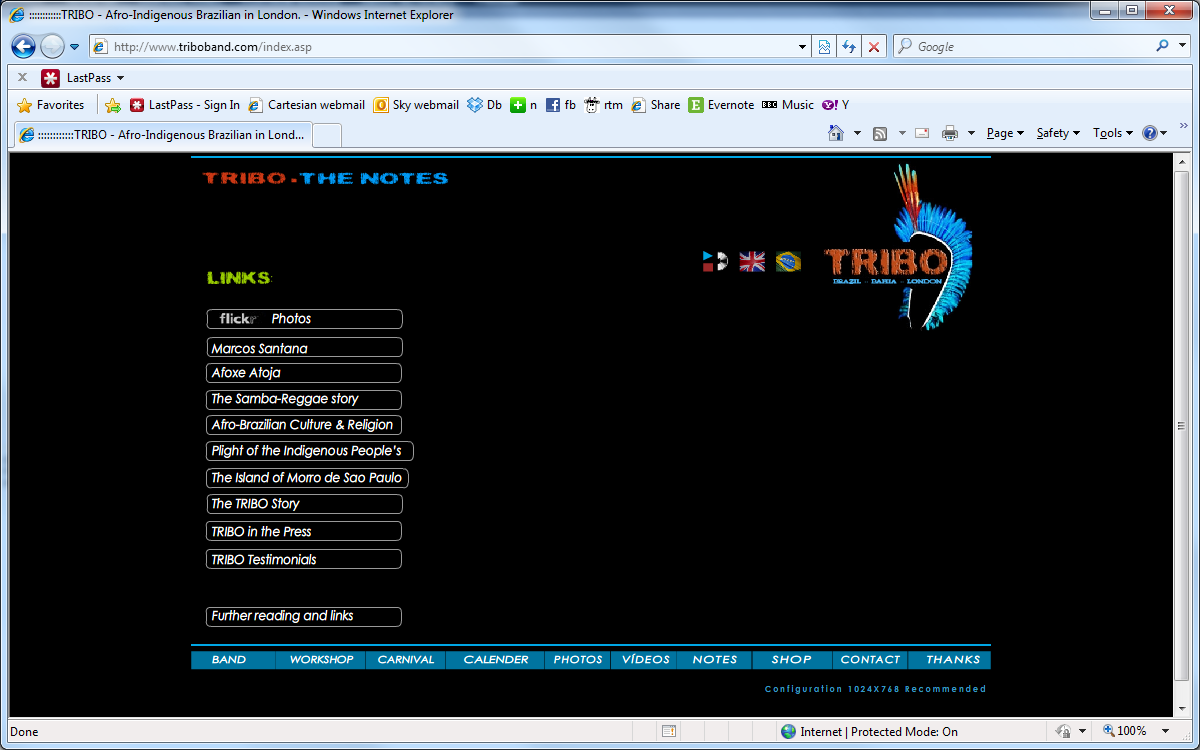 ::::::::::::TRIBO - Afro-Indigenous Brazilian in London. - Windows Internet Explorer
http://www.triboband.com/index.asp
Google
LastPass
Favorites LastPass - Sign In Cartesian webmail Sky webmail Db n fb rtm Share Evernote BBC Music Y! Y
::::::::::::TRIBO - Afro-Indigenous Brazilian in Lond...
Page Safety Tools
TRIBO - THE NOTES
TRIBO
BRAZIL - BAHIA - LONDON
LINKS
flickr Photos
Marcos Santana
Afoxe Atoja
The Samba-Reggae story
Afro-Brazilian Culture & Religion
Plight of the Indigenous People's
The Island of Morro de Sao Paulo
The TRIBO Story
TRIBO in the Press
TRIBO Testimonials
Further reading and links
BAND WORKSHOP CARNIVAL CALENDER PHOTOS VÍDEOS NOTES SHOP CONTACT THANKS
Configuration 1024X768 Recommended
Done Internet | Protected Mode: On 100%